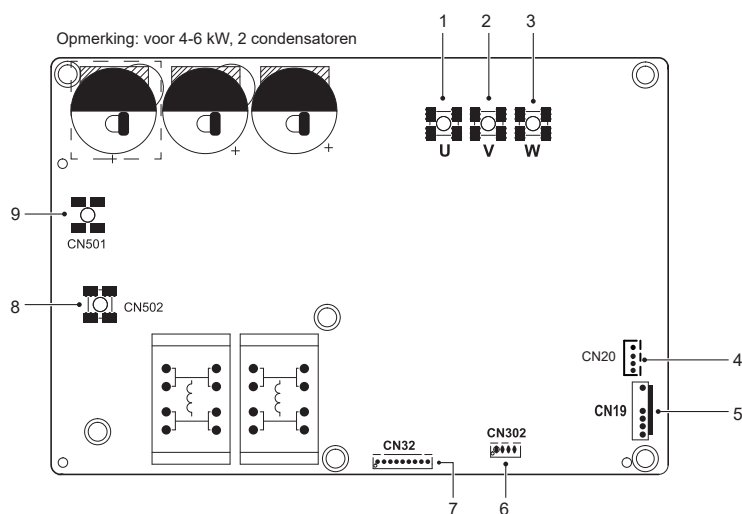 Opmerking: voor 4-6 kW, 2 condensatoren
1 2 3
+ + +
U V W
9
CN501
8
CN502
CN20
4
CN19
5
CN32
CN302
7
6